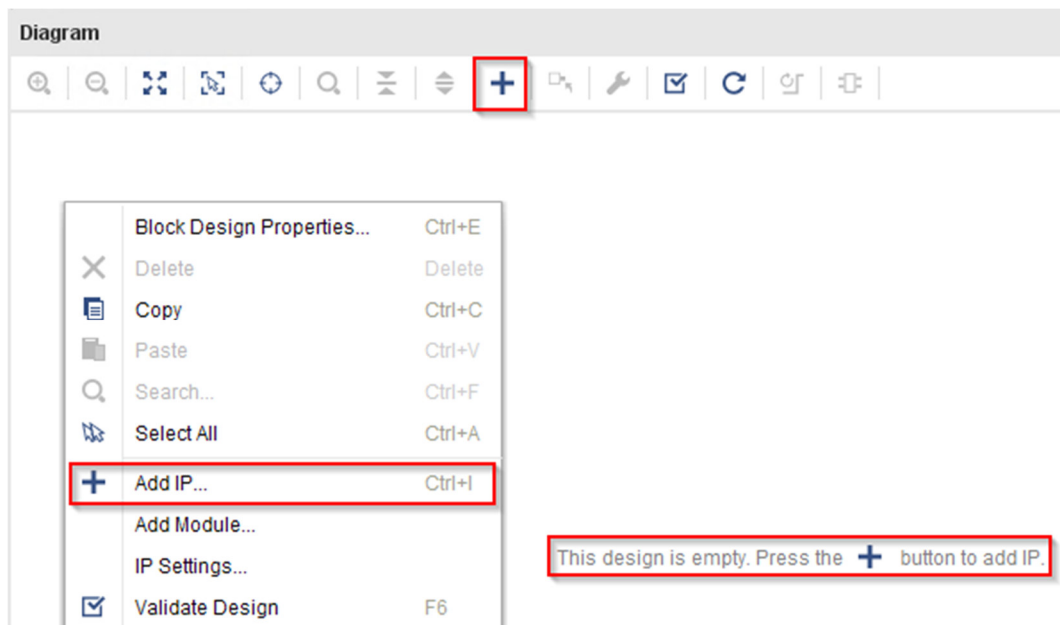 Diagram
Block Design Properties... Ctrl+E
Delete Delete
Copy Ctrl+C
Paste Ctrl+V
Search... Ctrl+F
Select All Ctrl+A
Add IP... Ctrl+I
Add Module...
IP Settings...
This design is empty. Press the + button to add IP.
Validate Design F6